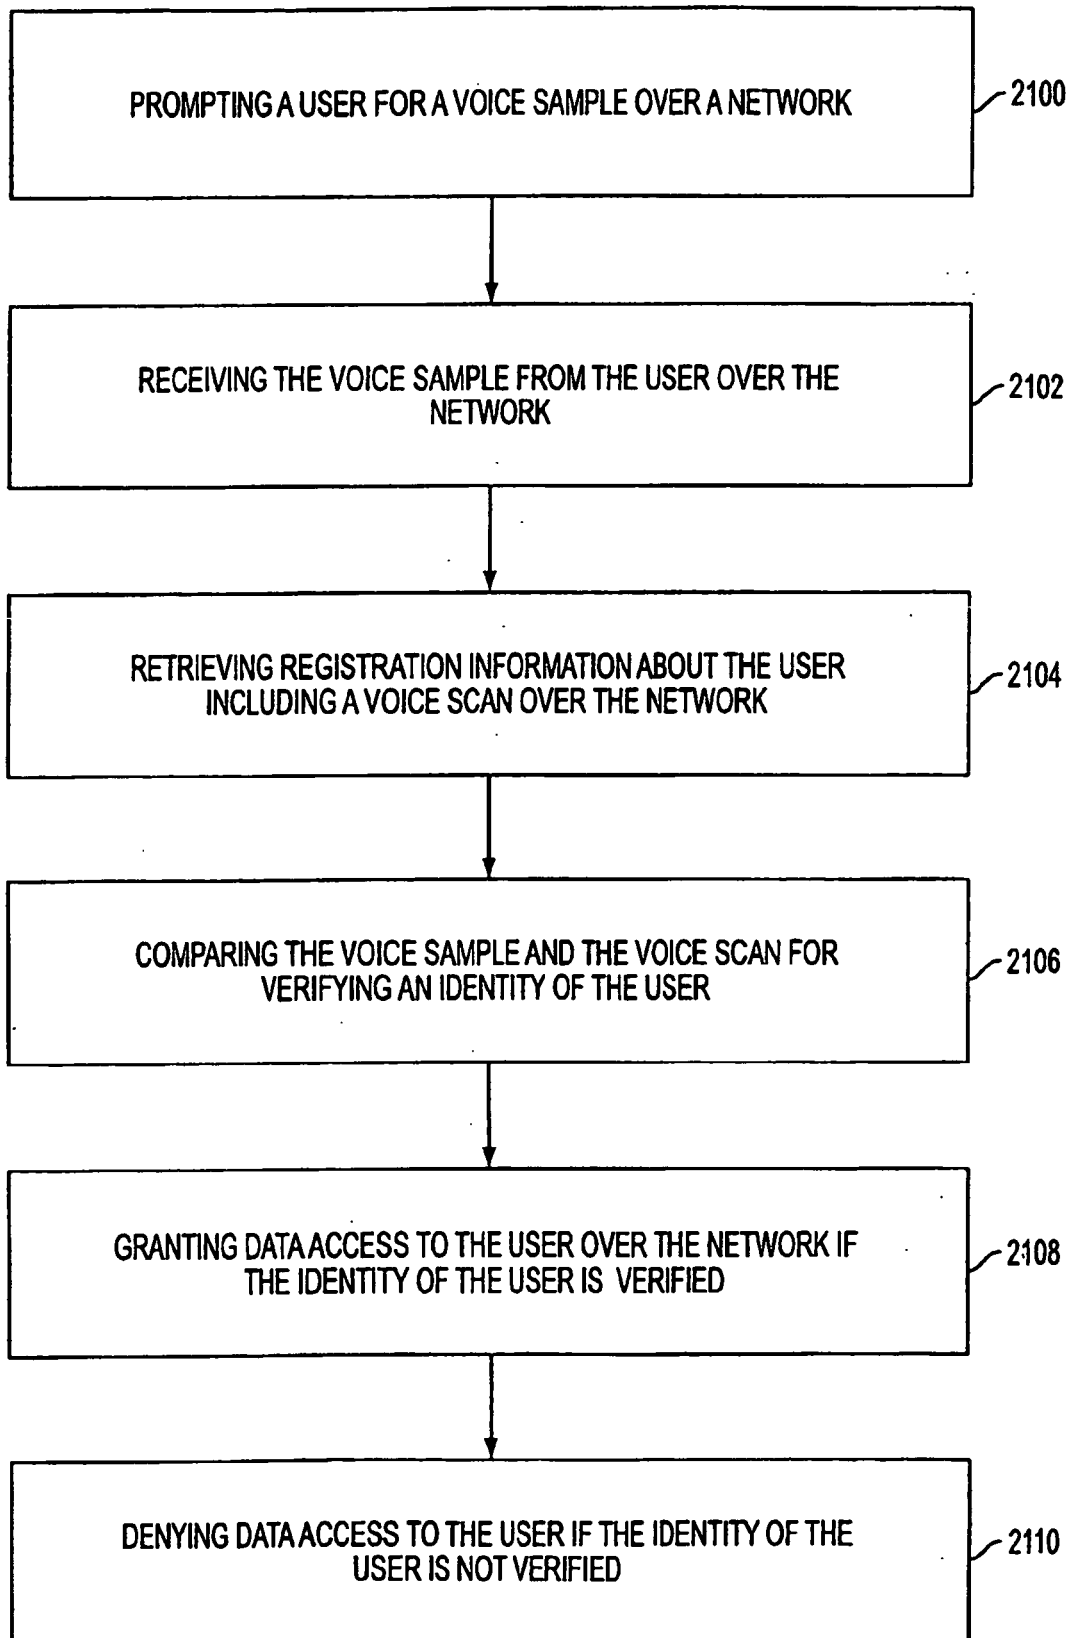 PROMPTING A USER FOR A VOICE SAMPLE OVER A NETWORK
2100
RECEIVING THE VOICE SAMPLE FROM THE USER OVER THE
NETWORK
2102
RETRIEVING REGISTRATION INFORMATION ABOUT THE USER
INCLUDING A VOICE SCAN OVER THE NETWORK
2104
COMPARING THE VOICE SAMPLE AND THE VOICE SCAN FOR
VERIFYING AN IDENTITY OF THE USER
2106
GRANTING DATA ACCESS TO THE USER OVER THE NETWORK IF
THE IDENTITY OF THE USER IS VERIFIED
2108
DENYING DATA ACCESS TO THE USER IF THE IDENTITY OF THE
USER IS NOT VERIFIED
2110